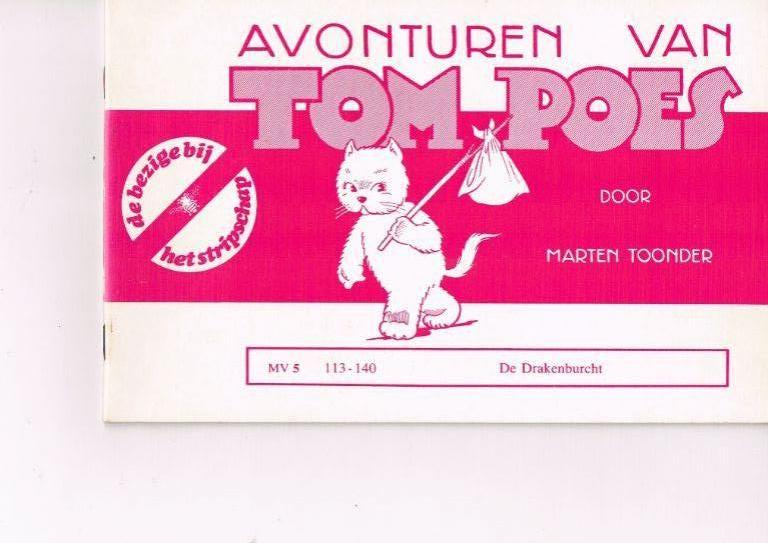 AVONTUREN VAN
TOM POES
de bezige bij
het stripschap
DOOR
MARTEN TOONDER
MV 5 113-140 De Drakenburcht